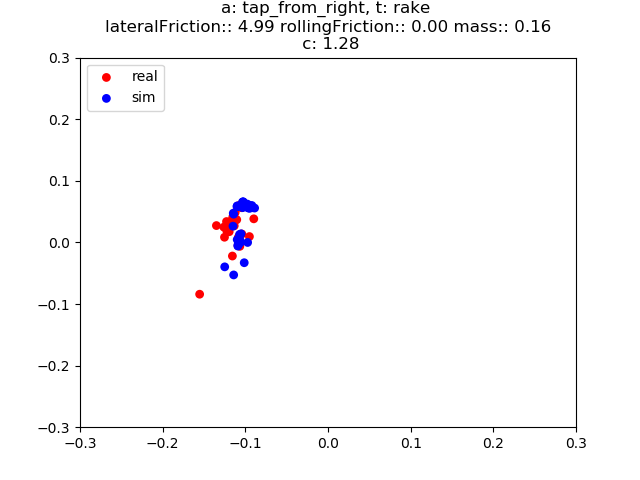 a: tap_from_right, t: rake
lateralFriction:: 4.99 rollingFriction:: 0.00 mass:: 0.16
c: 1.28
real
sim
0.3
0.2
0.1
0.0
−0.1
−0.2
−0.3
−0.3 −0.2 −0.1 0.0 0.1 0.2 0.3